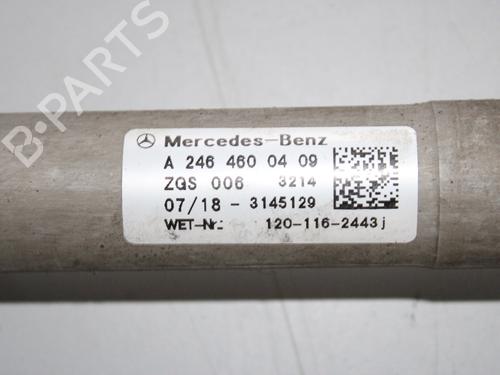 B-PARTS
Mercedes-Benz
A 246 460 04 09
ZGS 006 3214
07/18 - 3145129
WET-Nr.: 120-116-2443j